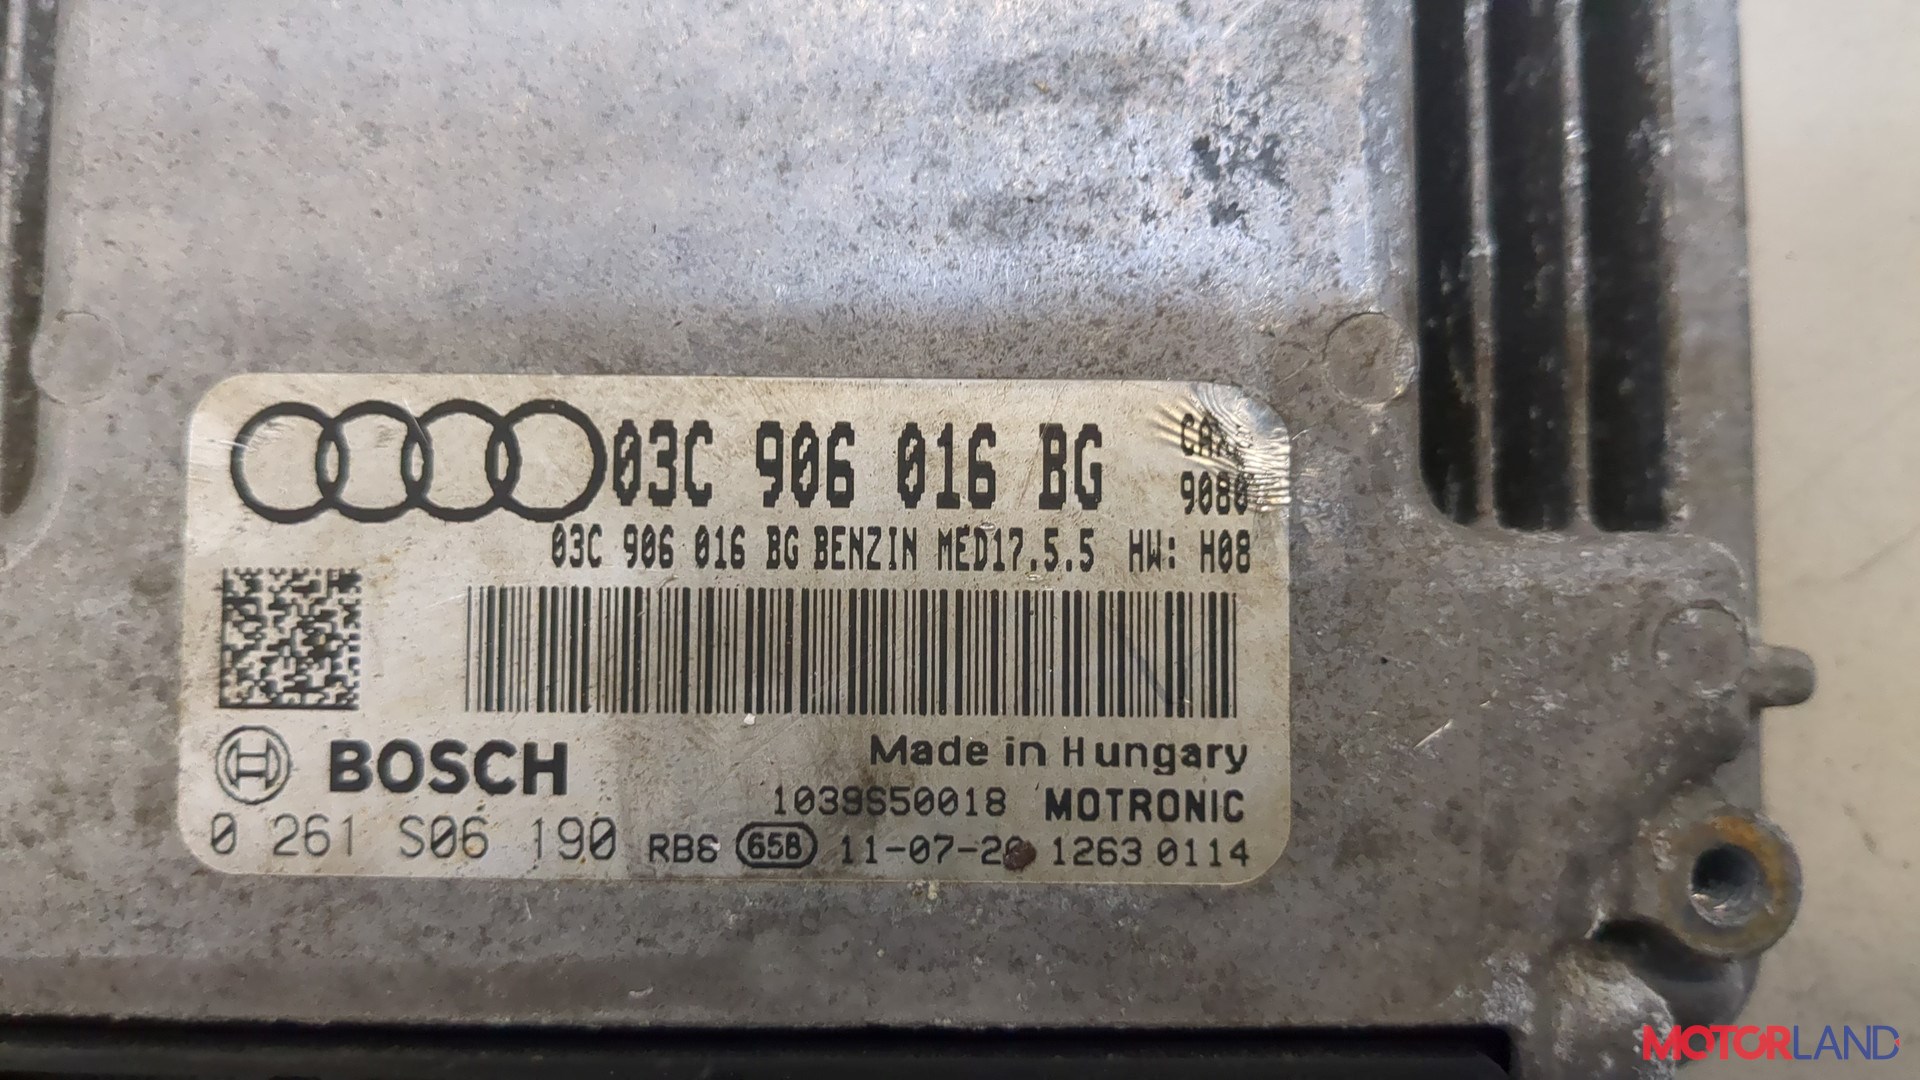 03C 906 016 BG
9080
03C 906 016 BG BENZIN MED17.5.5 HW: H08
BOSCH
Made in Hungary
1039S50018 MOTRONIC
0 261 S06 190 RB8 65B 1263 0114
MOTORLAND